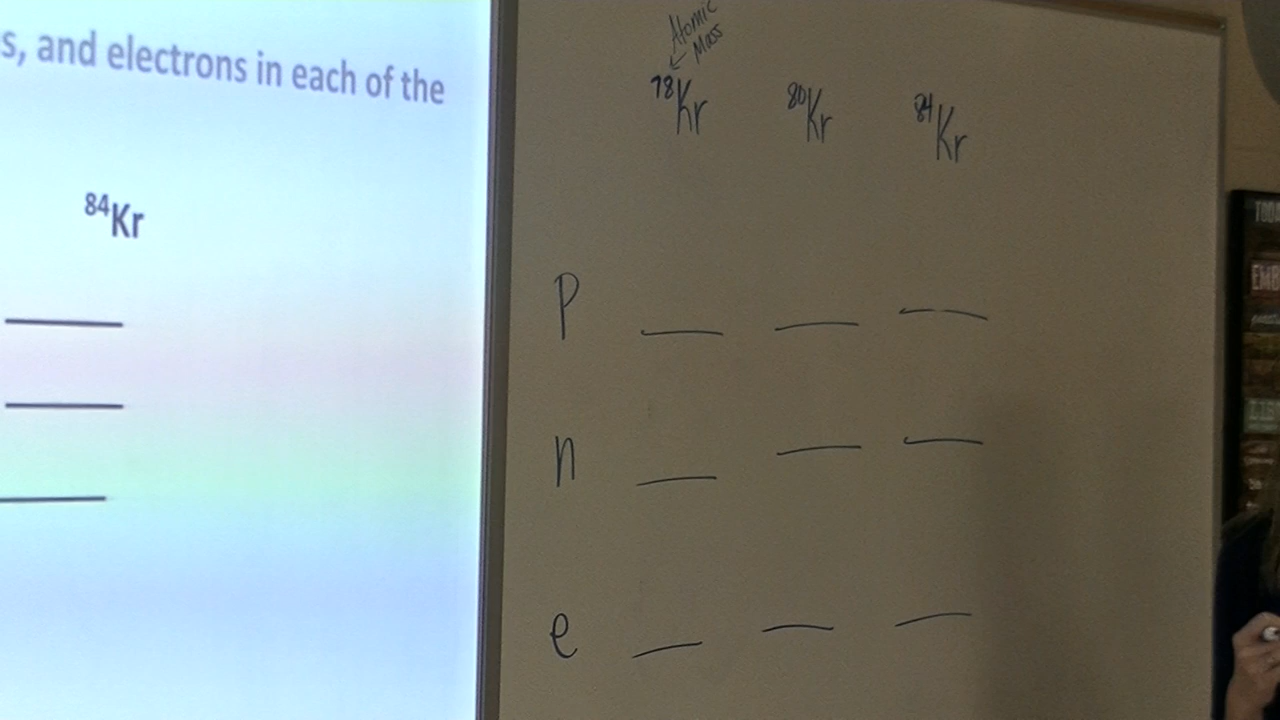 s, and electrons in each of the
84Kr
Atomic
Mass
78Kr 80Kr 84Kr
P
n
e